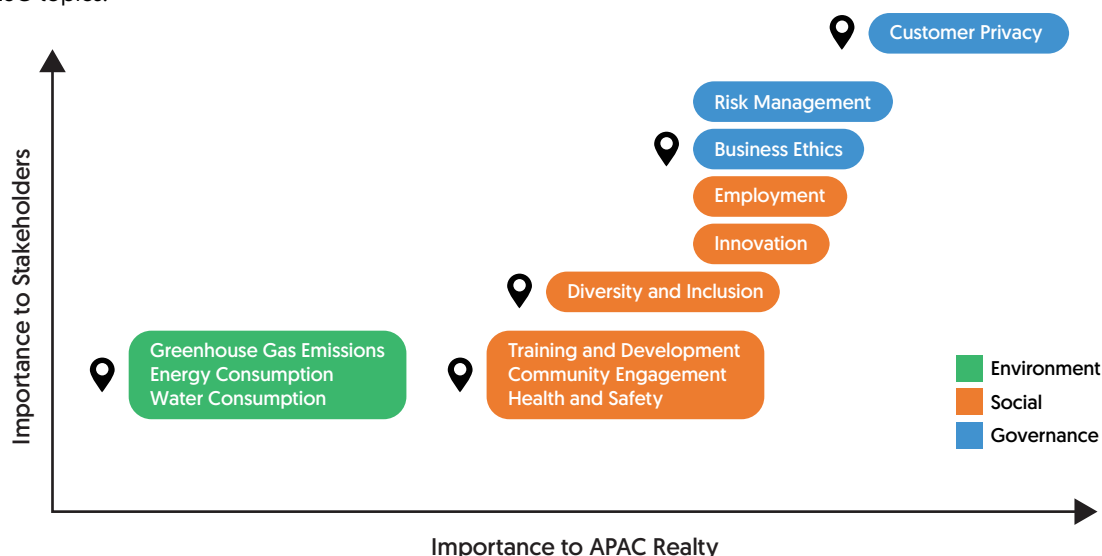 Customer Privacy
Risk Management
Business Ethics
Employment
Innovation
Diversity and Inclusion
Greenhouse Gas Emissions
Energy Consumption
Water Consumption
Training and Development
Community Engagement
Health and Safety
Environment
Social
Governance
Importance to Stakeholders
Importance to APAC Realty